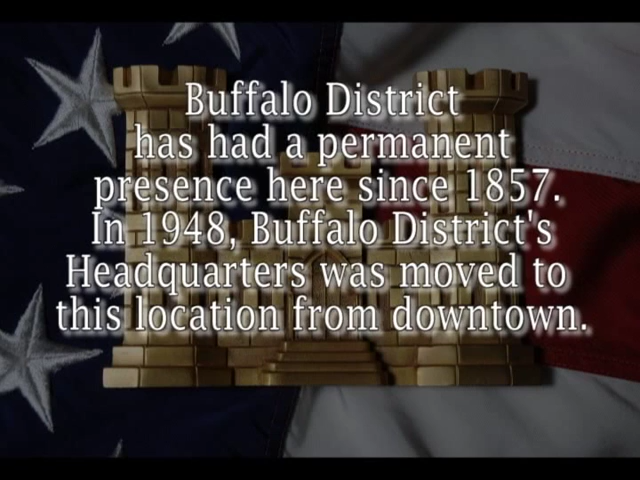 Buffalo District
has had a permanent
presence here since 1857.
In 1948, Buffalo District's
Headquarters was moved to
this location from downtown.